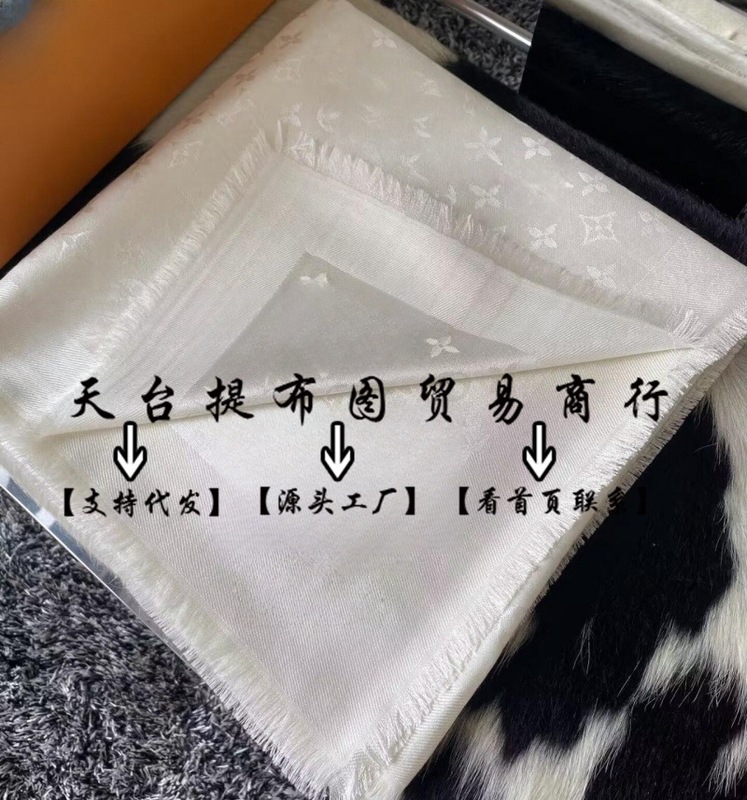 天台提布图贸易商行
【支持代发】 【源头工厂】 【看首页联系】